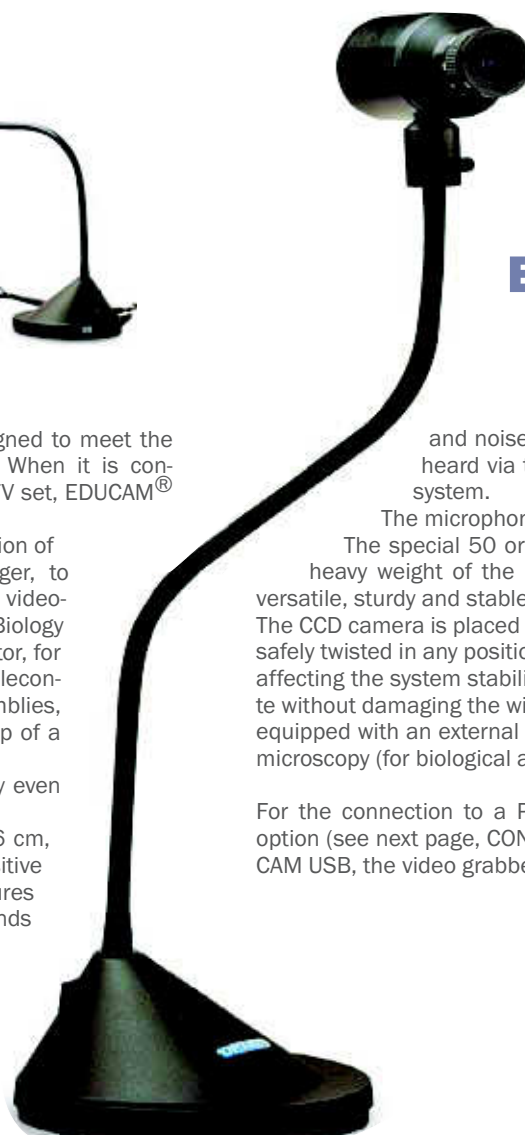 E
gned to meet the
When it is con-
V set, EDUCAM®
ion of
ger, to
video-
Biology
tor, for
lecon-
mblies,
p of a
y even
6 cm,
sitive
ures
nds
and noise
heard via t
system.
The microphon
The special 50 or
heavy weight of the
versatile, sturdy and stable
The CCD camera is placed
safely twisted in any positio
affecting the system stabili
te without damaging the wi
equipped with an external
microscopy (for biological a
For the connection to a P
option (see next page, CON
CAM USB, the video grabbe